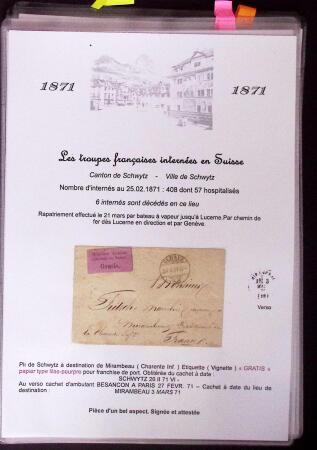 1871 1871
Les troupes françaises internées en Suisse
Canton de Schwytz - Ville de Schwytz
Nombre d'internés au 25.02.1871 : 408 dont 57 hospitalisés
6 internés sont décédés en ce lieu
Rapatriement effectué le 21 mars par bateau à vapeur jusqu'à Lucerne.Par chemin de
fer dès Lucerne en direction et par Genève.
Gratis.
Monsieur
Verso
Pli de Schwytz à destination de Mirambeau ( Charente Inf. ) Etiquette ( Vignette ) « GRATIS »
papier type lilas-pourpre pour franchise de port. Oblitérée du cachet à date :
SCHWYTZ 26 II 71 VI -
Au verso cachet d'ambulant BESANCON A PARIS 27 FEVR. 71 – Cachet à date du lieu de
destination : MIRAMBEAU 3 MARS 71
Pièce d'un bel aspect. Signée et attestée